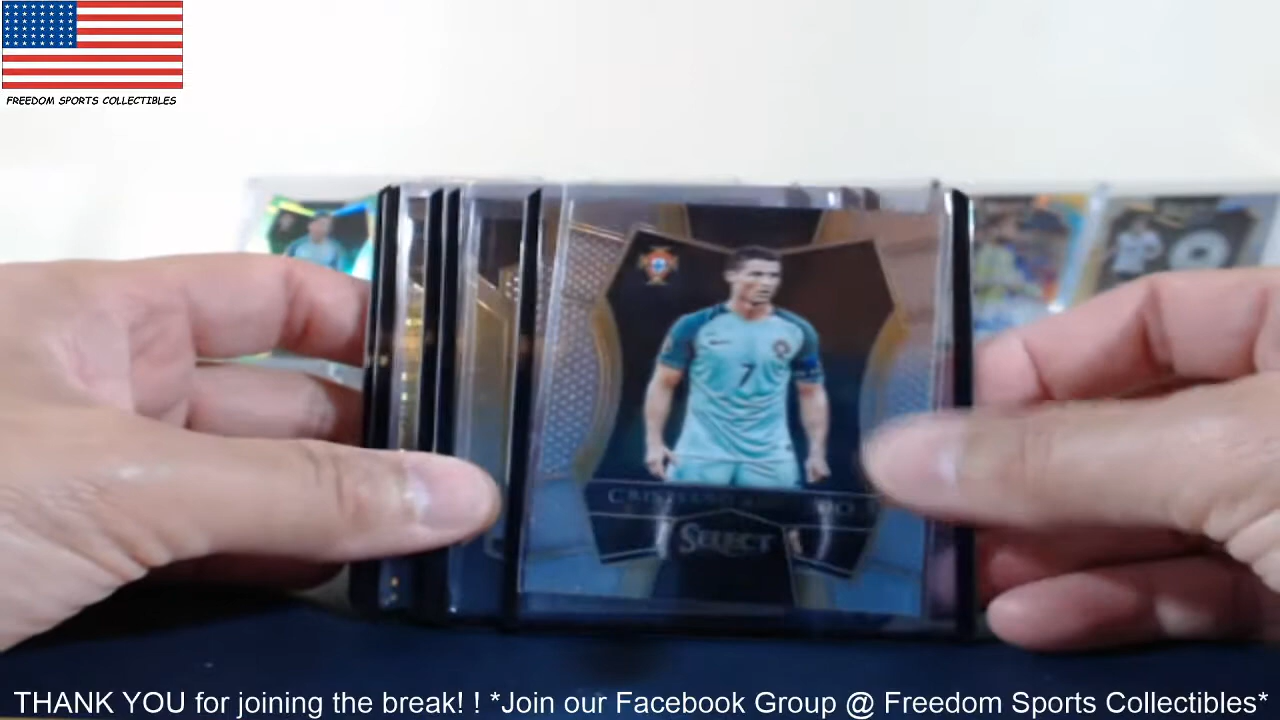 FREEDOM SPORTS COLLECTIBLES
7
SELECT
THANK YOU for joining the break! ! *Join our Facebook Group @ Freedom Sports Collectibles*